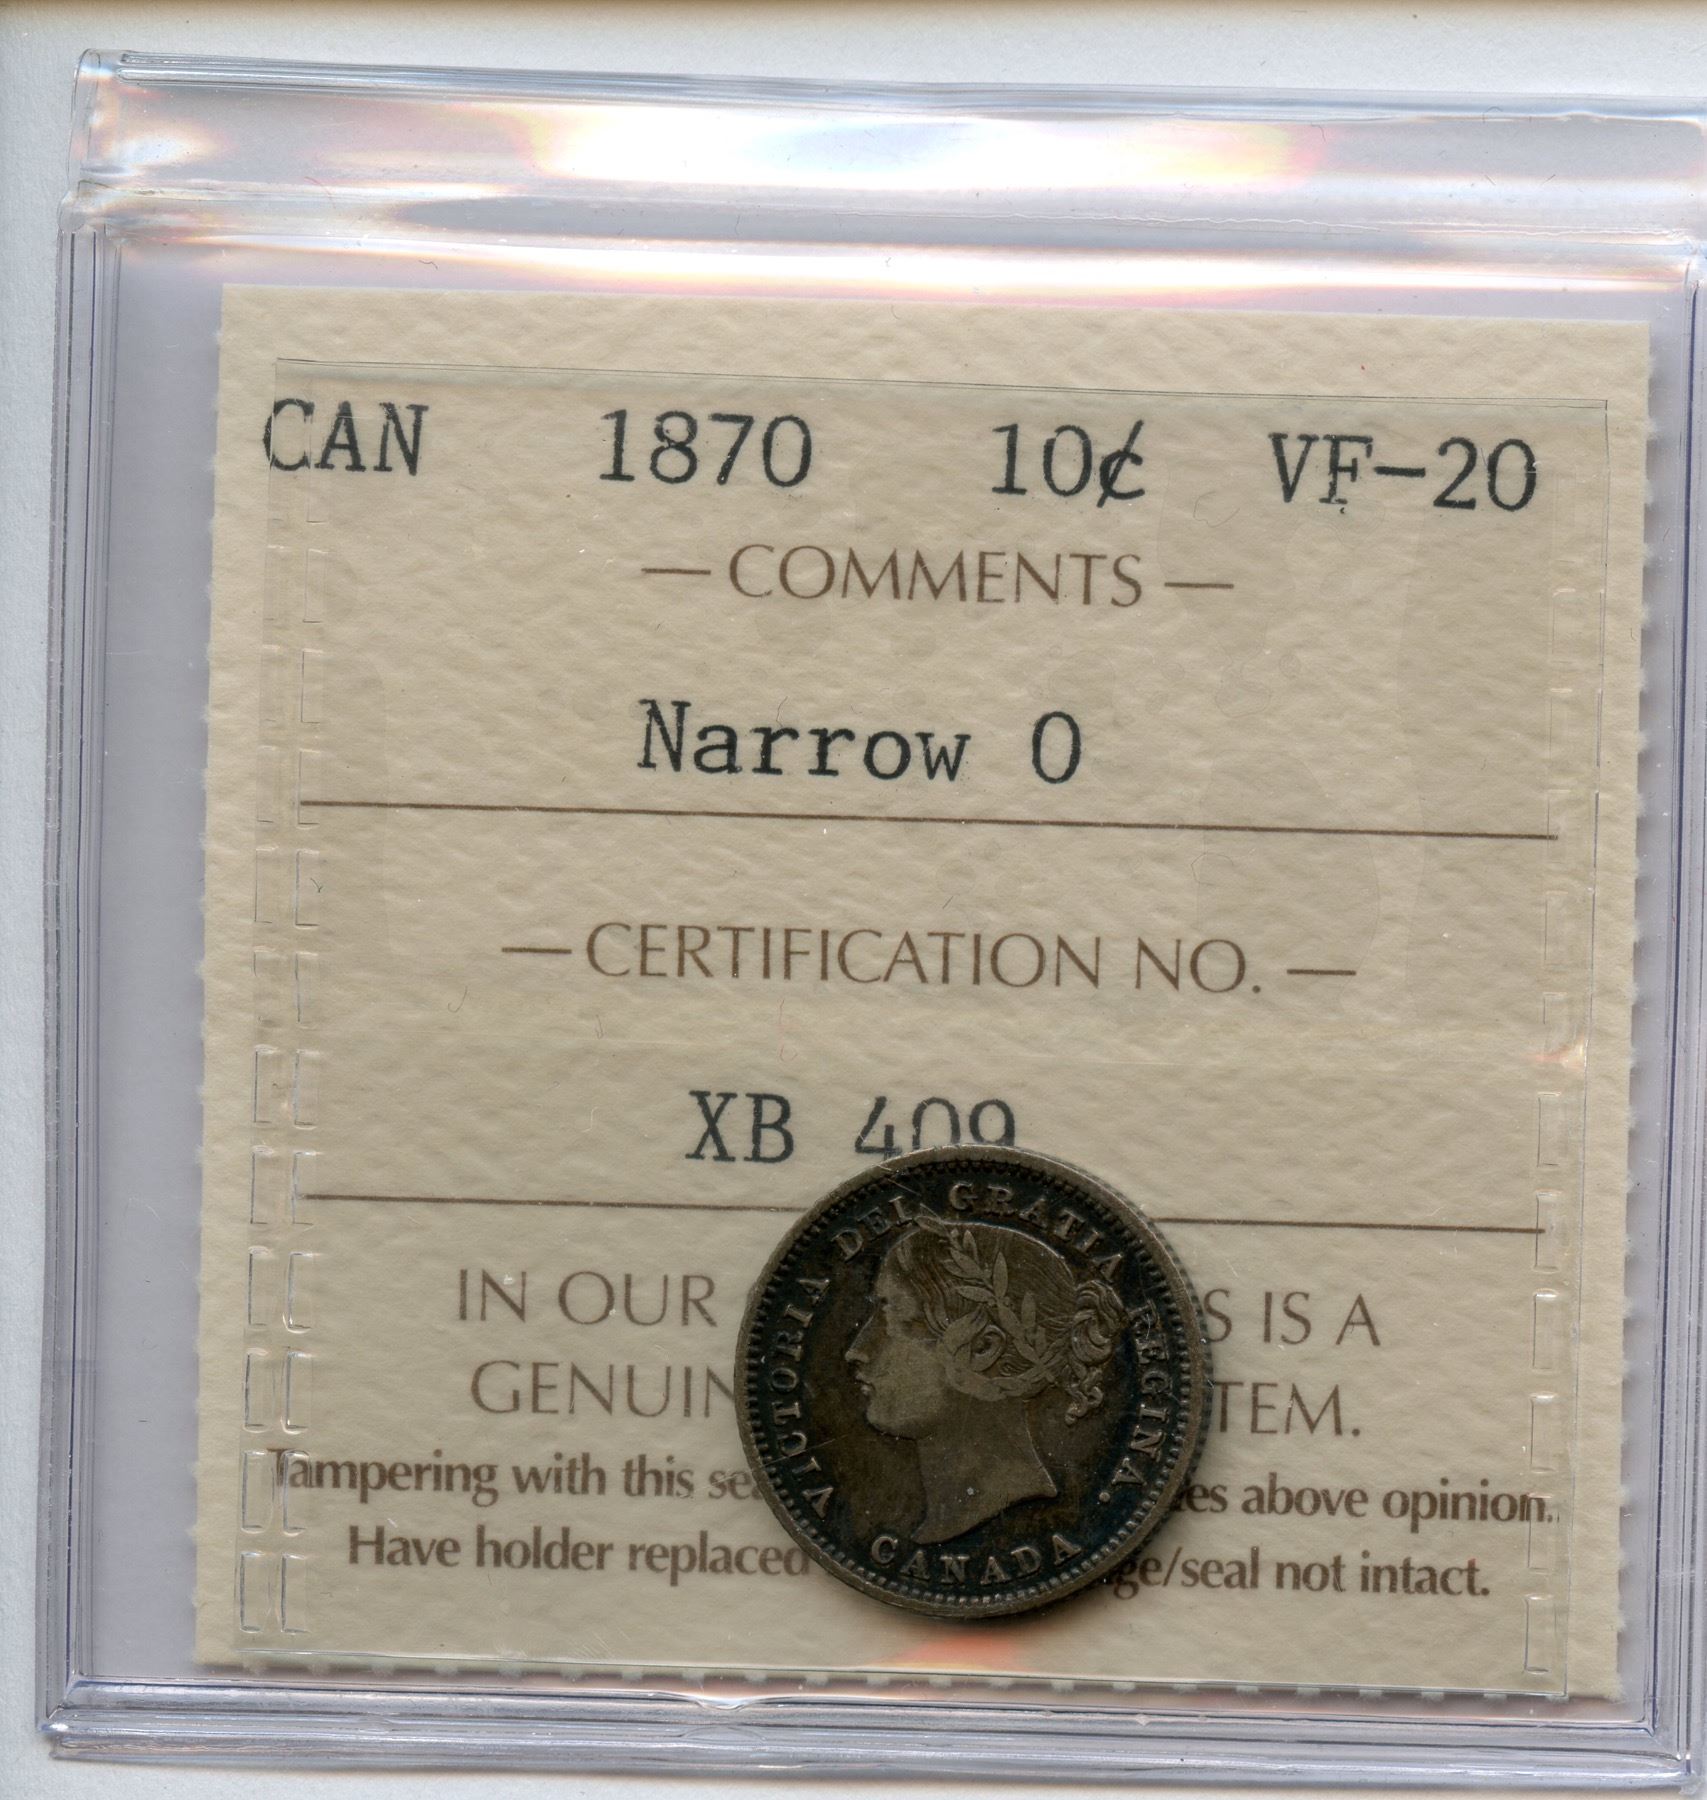 CAN 1870 10¢ VF-20
— COMMENTS —
Narrow 0
— CERTIFICATION NO. —
XB 409
IN OUR S IS A
GENUIN TEM.
Tampering with this se es above opinion.
Have holder replaced ge/seal not intact.
VICTORIA DEI GRATIA REGINA.
CANADA